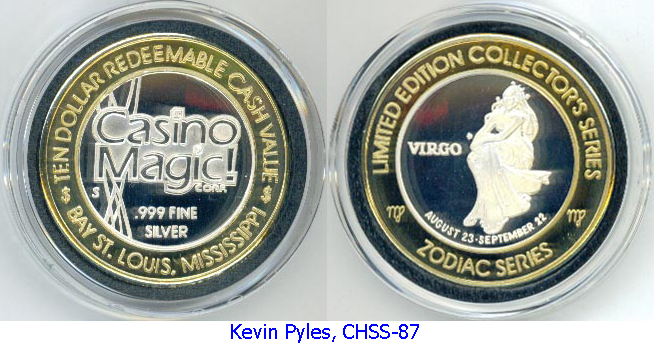 TEN DOLLAR REDEEMABLE CASH VALUE
Casino
Magic!
CORP.
S
.999 FINE
SILVER
$ BAY ST. LOUIS, MISSISSIPPI $
LIMITED EDITION COLLECTOR'S SERIES
VIRGO
AUGUST 23-SEPTEMBER 22
♍ ZODIAC SERIES ♍
Kevin Pyles, CHSS-87